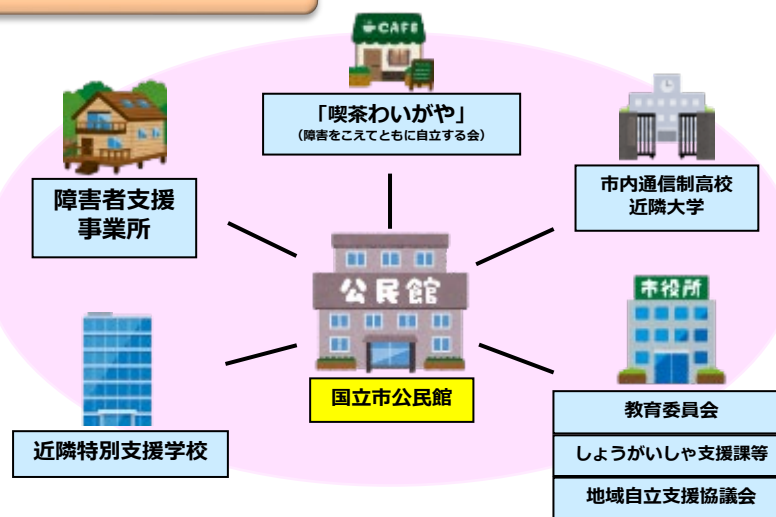 CAFE
「喫茶わいがや」
（障害をこえてともに自立する会）
障害者支援
事業所
市内通信制高校
近隣大学
公民館
市役所
国立市公民館
近隣特別支援学校
教育委員会
しょうがいしゃ支援課等
地域自立支援協議会